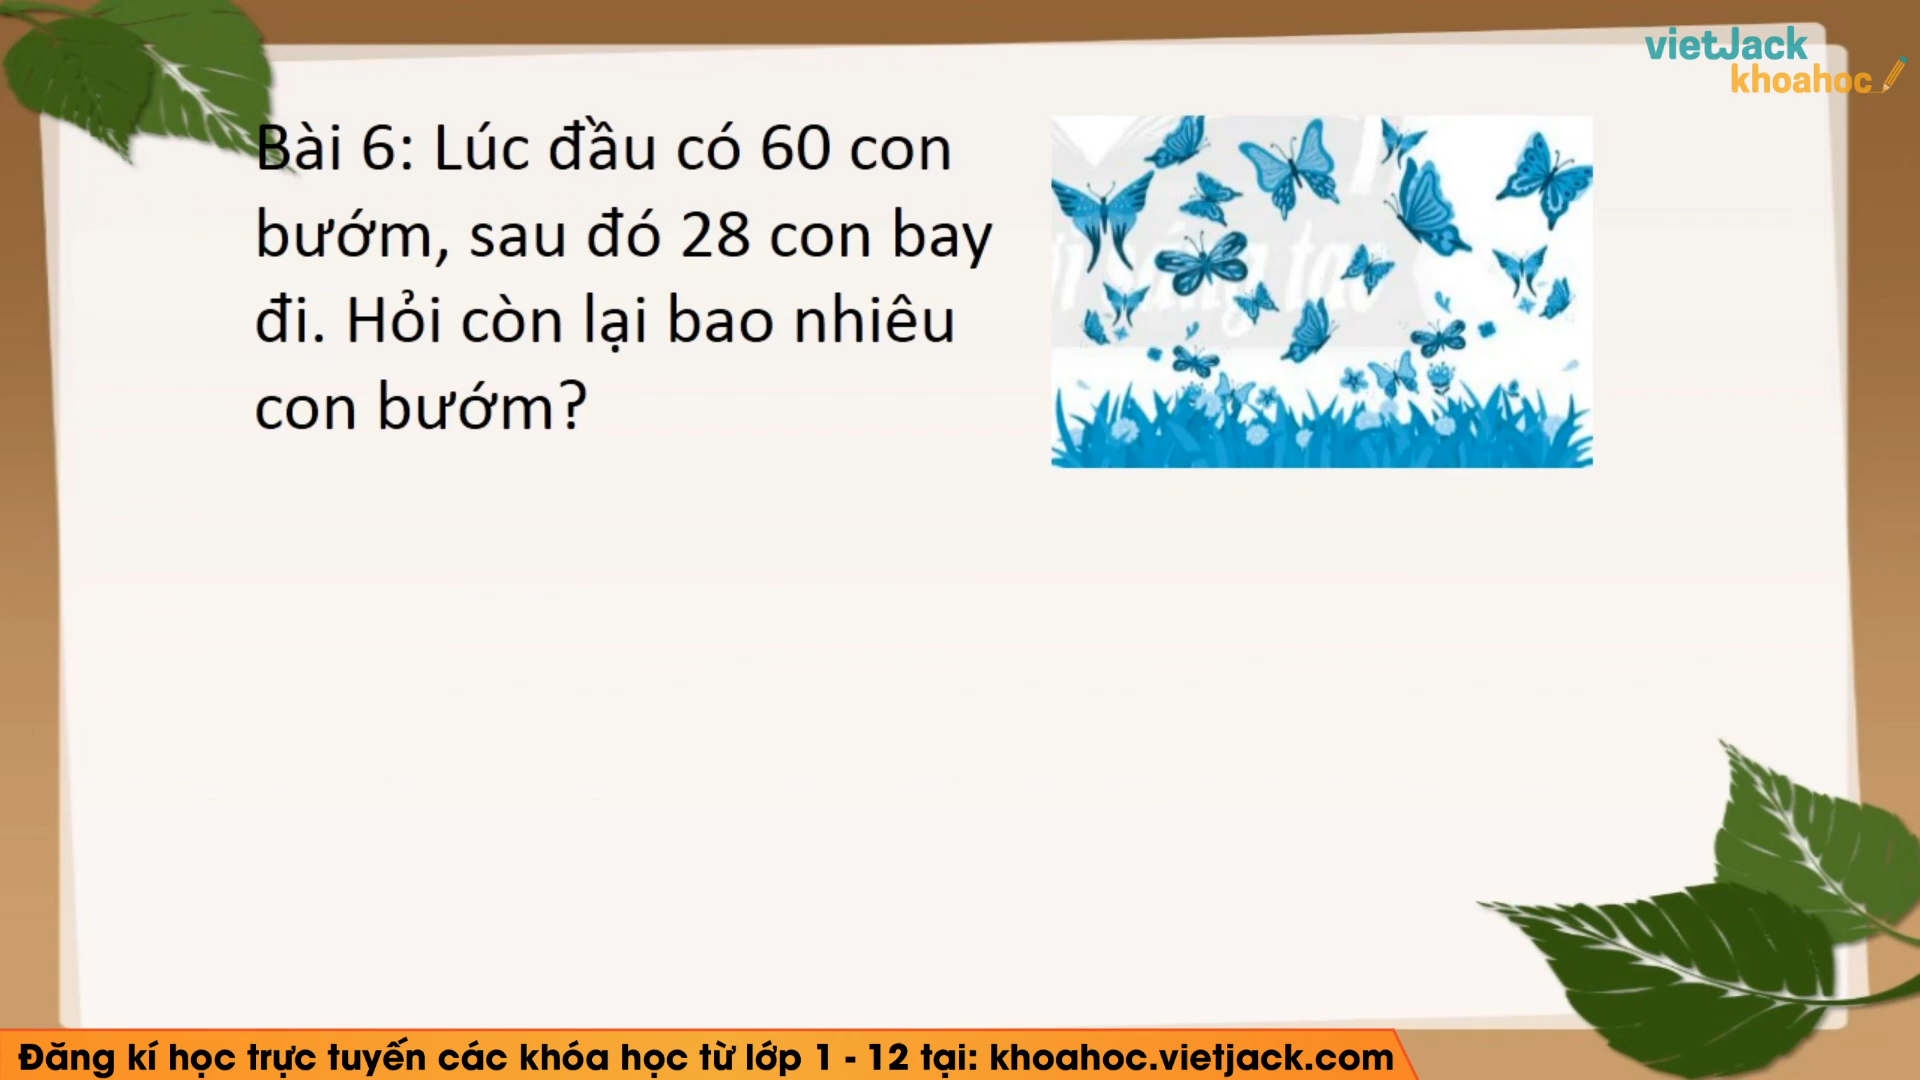 vietJack
khoahoc
Bài 6: Lúc đầu có 60 con
bướm, sau đó 28 con bay
đi. Hỏi còn lại bao nhiêu
con bướm?
Đăng kí học trực tuyến các khóa học từ lớp 1 - 12 tại: khoahoc.vietjack.com